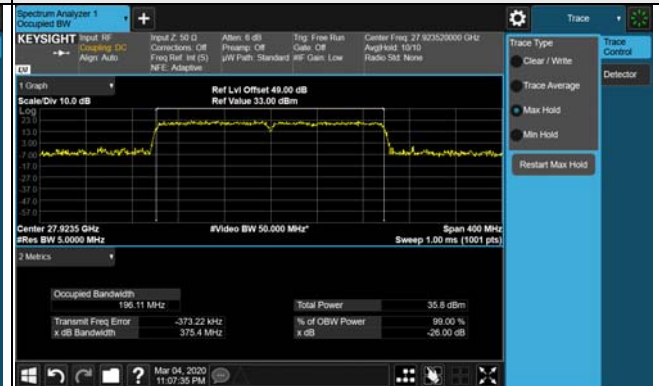 Spectrum Analyzer 1
Occupied BW
Trace
KEYSIGHT
Input: RF
Coupling: DC
Align: Auto
Input Z: 50 Ω
Corrections: Off
Freq Ref: Int (S)
NFE: Adaptive
Atten: 6 dB
Preamp: Off
µW Path: Standard
Trig: Free Run
Gate: Off
#IF Gain: Low
Center Freq: 27.923520000 GHz
Avg|Hold: 10/10
Radio Std: None
LXI
1 Graph
Scale/Div 10.0 dB
Ref Lvl Offset 49.00 dB
Ref Value 33.00 dBm
Log
23.0
13.0
3.00
-7.00
-17.0
-27.0
-37.0
-47.0
-57.0
Center 27.9235 GHz
#Res BW 5.0000 MHz
#Video BW 50.000 MHz*
Span 400 MHz
Sweep 1.00 ms (1001 pts)
2 Metrics
Occupied Bandwidth
196.11 MHz
Total Power 35.8 dBm
Transmit Freq Error -373.22 kHz
% of OBW Power 99.00 %
x dB Bandwidth 375.4 MHz
x dB -26.00 dB
Mar 04, 2020
11:07:35 PM
Trace Type
Clear / Write
Trace Average
Max Hold
Min Hold
Restart Max Hold
Trace
Control
Detector